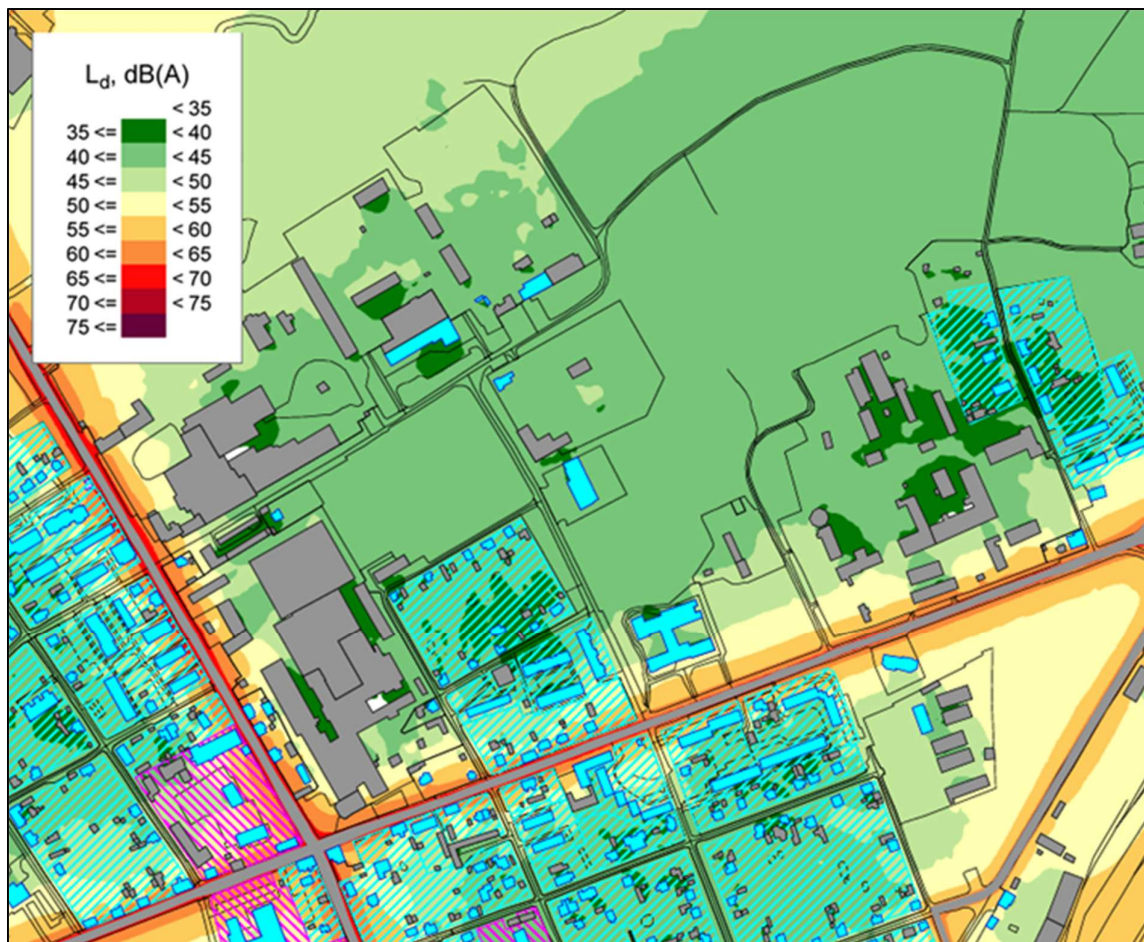 L_d, dB(A)
< 35
35 <= < 40
40 <= < 45
45 <= < 50
50 <= < 55
55 <= < 60
60 <= < 65
65 <= < 70
70 <= < 75
75 <=